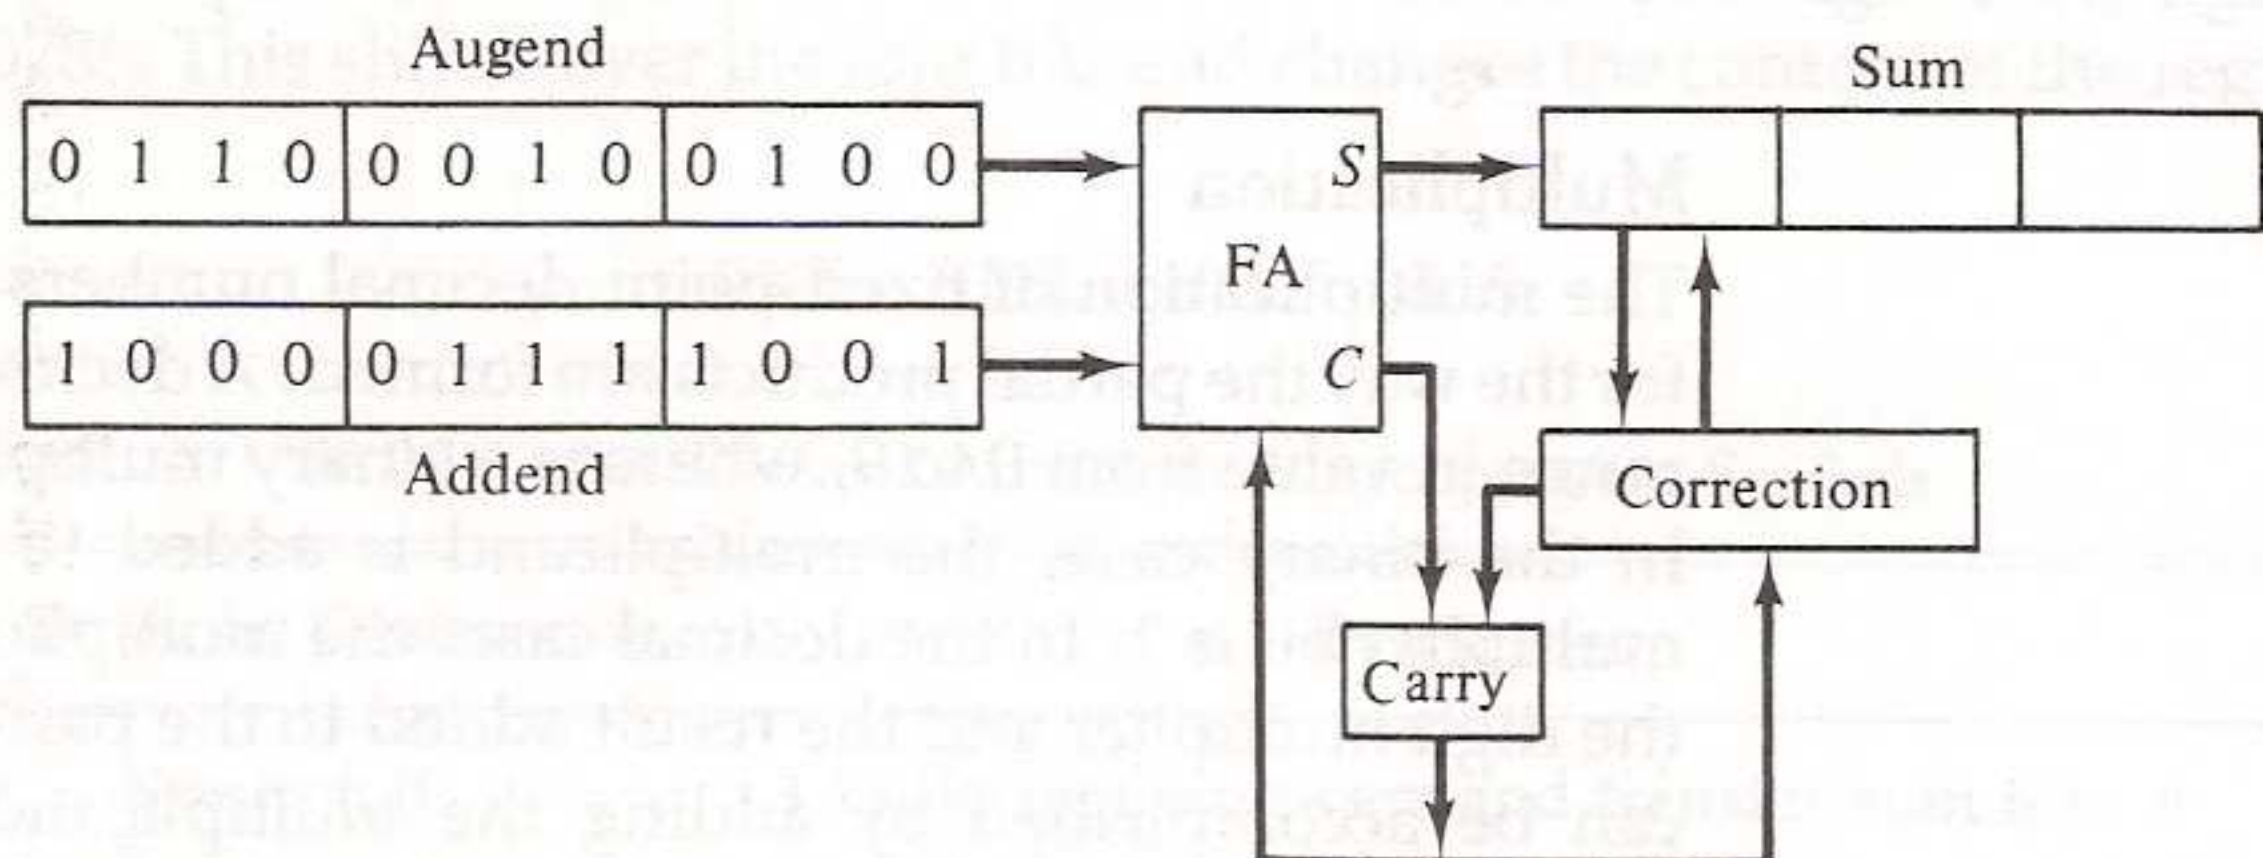 Augend
Sum
0 1 1 0 0 0 1 0 0 1 0 0
S
FA
1 0 0 0 0 1 1 1 1 0 0 1
C
Addend
Correction
Carry